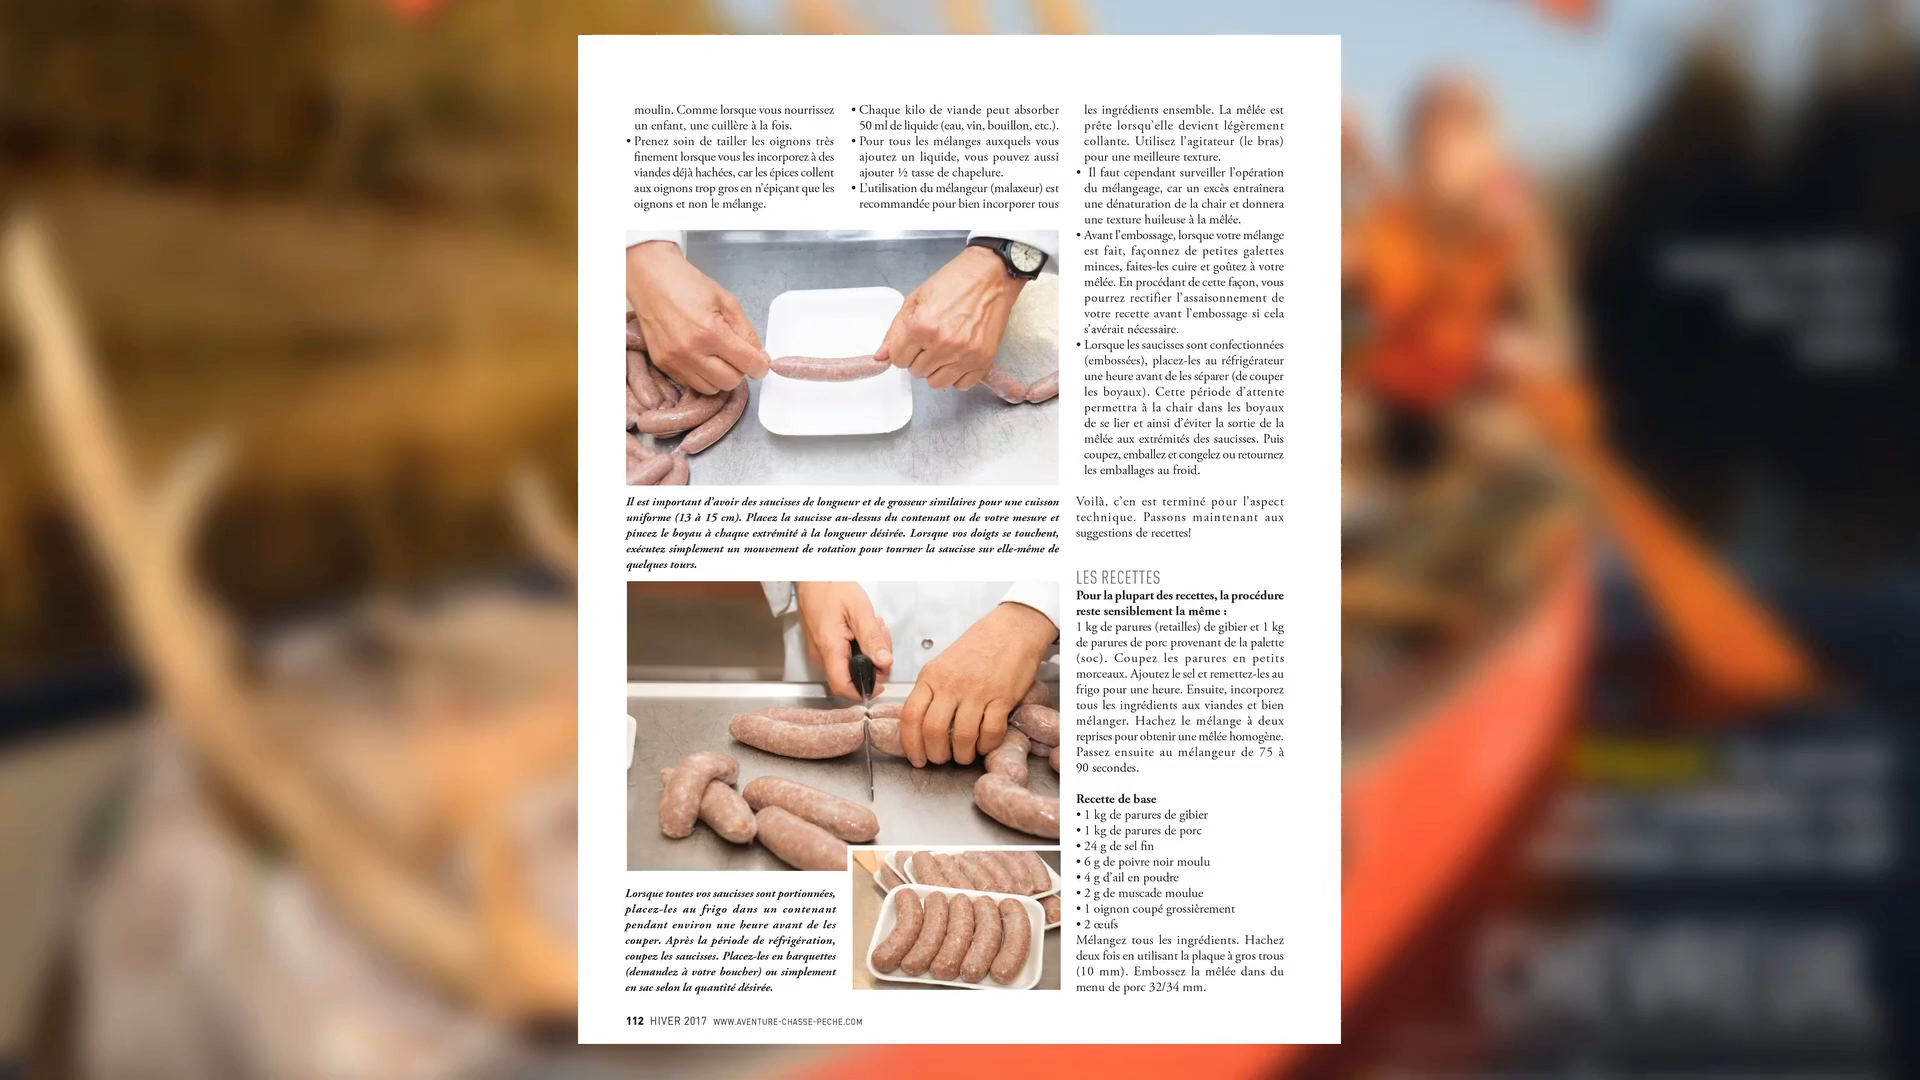 moulin. Comme lorsque vous nourrissez
un enfant, une cuillère à la fois.
• Prenez soin de tailler les oignons très
finement lorsque vous les incorporez à des
viandes déjà hachées, car les épices collent
aux oignons trop gros en n'épiçant que les
oignons et non le mélange.
• Chaque kilo de viande peut absorber
50 ml de liquide (eau, vin, bouillon, etc.).
• Pour tous les mélanges auxquels vous
ajoutez un liquide, vous pouvez aussi
ajouter ½ tasse de chapelure.
• L'utilisation du mélangeur (malaxeur) est
recommandée pour bien incorporer tous
les ingrédients ensemble. La mêlée est
prête lorsqu'elle devient légèrement
collante. Utilisez l'agitateur (le bras)
pour une meilleure texture.
• Il faut cependant surveiller l'opération
du mélangeage, car un excès entraînera
une dénaturation de la chair et donnera
une texture huileuse à la mêlée.
• Avant l'embossage, lorsque votre mélange
est fait, façonnez de petites galettes
minces, faites-les cuire et goûtez à votre
mêlée. En procédant de cette façon, vous
pourrez rectifier l'assaisonnement de
votre recette avant l'embossage si cela
s'avérait nécessaire.
• Lorsque les saucisses sont confectionnées
(embossées), placez-les au réfrigérateur
une heure avant de les séparer (de couper
les boyaux). Cette période d'attente
permettra à la chair dans les boyaux
de se lier et ainsi d'éviter la sortie de la
mêlée aux extrémités des saucisses. Puis
coupez, emballez et congelez ou retournez
les emballages au froid.
Voilà, c'en est terminé pour l'aspect
technique. Passons maintenant aux
suggestions de recettes!
LES RECETTES
Pour la plupart des recettes, la procédure
reste sensiblement la même :
1 kg de parures (retailles) de gibier et 1 kg
de parures de porc provenant de la palette
(soc). Coupez les parures en petits
morceaux. Ajoutez le sel et remettez-les au
frigo pour une heure. Ensuite, incorporez
tous les ingrédients aux viandes et bien
mélanger. Hachez le mélange à deux
reprises pour obtenir une mêlée homogène.
Passez ensuite au mélangeur de 75 à
90 secondes.
Recette de base
• 1 kg de parures de gibier
• 1 kg de parures de porc
• 24 g de sel fin
• 6 g de poivre noir moulu
• 4 g d'ail en poudre
• 2 g de muscade moulue
• 1 oignon coupé grossièrement
• 2 œufs
Mélangez tous les ingrédients. Hachez
deux fois en utilisant la plaque à gros trous
(10 mm). Embossez la mêlée dans du
menu de porc 32/34 mm.
Il est important d'avoir des saucisses de longueur et de grosseur similaires pour une cuisson
uniforme (13 à 15 cm). Placez la saucisse au-dessus du contenant ou de votre mesure et
pincez le boyau à chaque extrémité à la longueur désirée. Lorsque vos doigts se touchent,
exécutez simplement un mouvement de rotation pour tourner la saucisse sur elle-même de
quelques tours.
Lorsque toutes vos saucisses sont portionnées,
placez-les au frigo dans un contenant
pendant environ une heure avant de les
couper. Après la période de réfrigération,
coupez les saucisses. Placez-les en barquettes
(demandez à votre boucher) ou simplement
en sac selon la quantité désirée.
112 HIVER 2017 WWW.AVENTURE-CHASSE-PECHE.COM